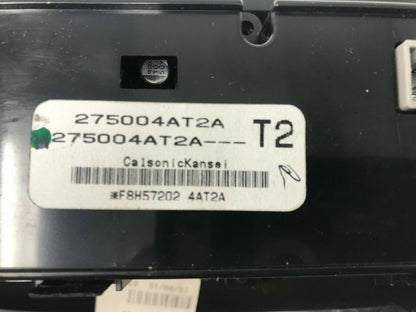 275004AT2A
275004AT2A---
T2
CalsonicKansei
*F8H57202 4AT2A